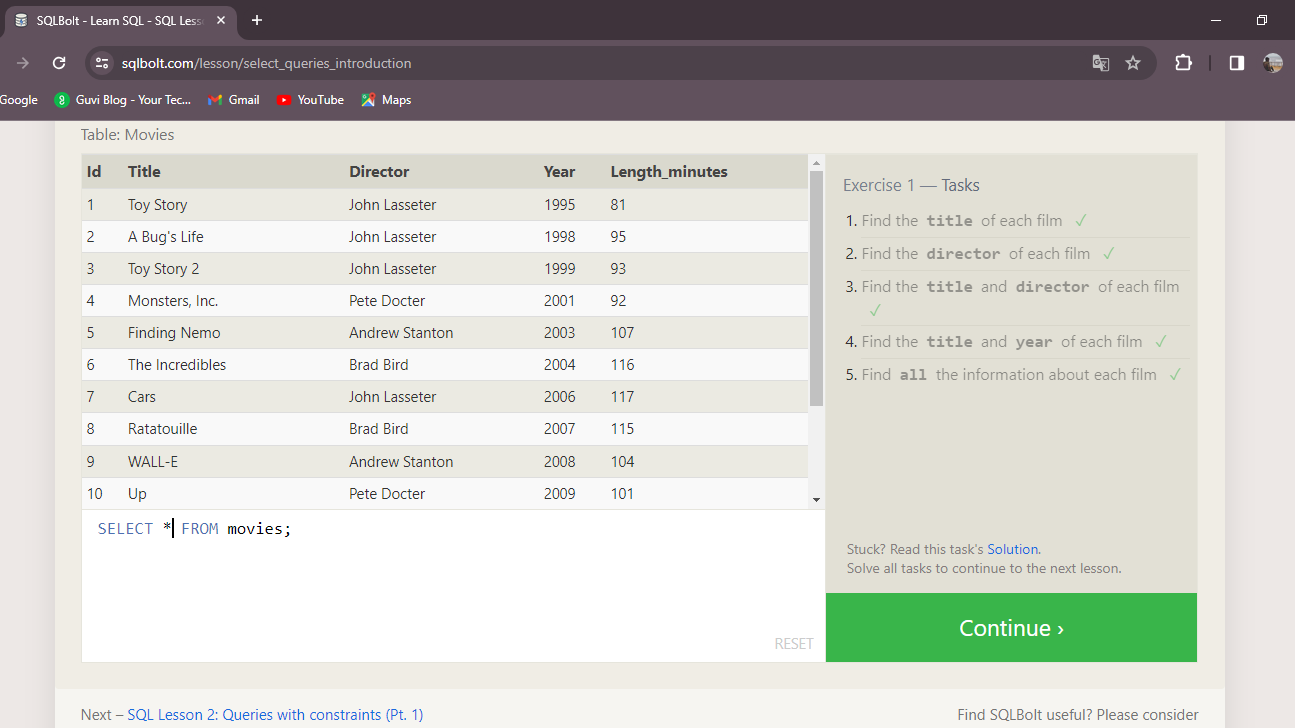 SQLBolt - Learn SQL - SQL Less
sqlbolt.com/lesson/select_queries_introduction
Google Guvi Blog - Your Tec... Gmail YouTube Maps
Table: Movies
Id Title Director Year Length_minutes
1 Toy Story John Lasseter 1995 81
2 A Bug's Life John Lasseter 1998 95
3 Toy Story 2 John Lasseter 1999 93
4 Monsters, Inc. Pete Docter 2001 92
5 Finding Nemo Andrew Stanton 2003 107
6 The Incredibles Brad Bird 2004 116
7 Cars John Lasseter 2006 117
8 Ratatouille Brad Bird 2007 115
9 WALL-E Andrew Stanton 2008 104
10 Up Pete Docter 2009 101
SELECT * FROM movies;
RESET
Exercise 1 — Tasks
1. Find the title of each film ✓
2. Find the director of each film ✓
3. Find the title and director of each film
✓
4. Find the title and year of each film ✓
5. Find all the information about each film ✓
Stuck? Read this task's Solution.
Solve all tasks to continue to the next lesson.
Continue ›
Next – SQL Lesson 2: Queries with constraints (Pt. 1)
Find SQLBolt useful? Please consider